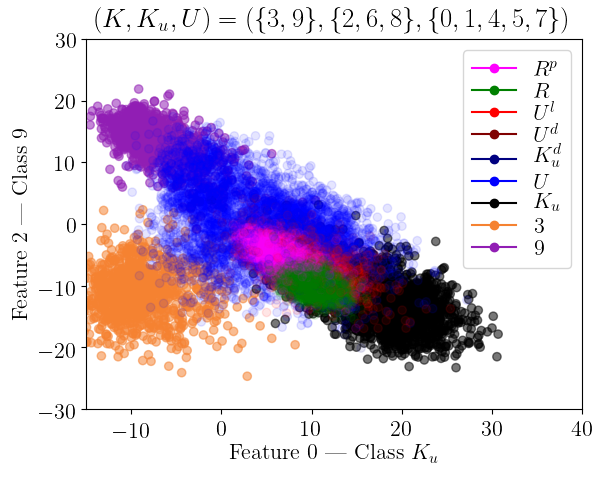 (K, K_u, U) = ({3, 9}, {2, 6, 8}, {0, 1, 4, 5, 7})
30
20
10
0
−10
−20
−30
Feature 2 — Class 9
R^p
R
U^l
U^d
K_u^d
U
K_u
3
9
−10
0
10
20
30
40
Feature 0 — Class K_u